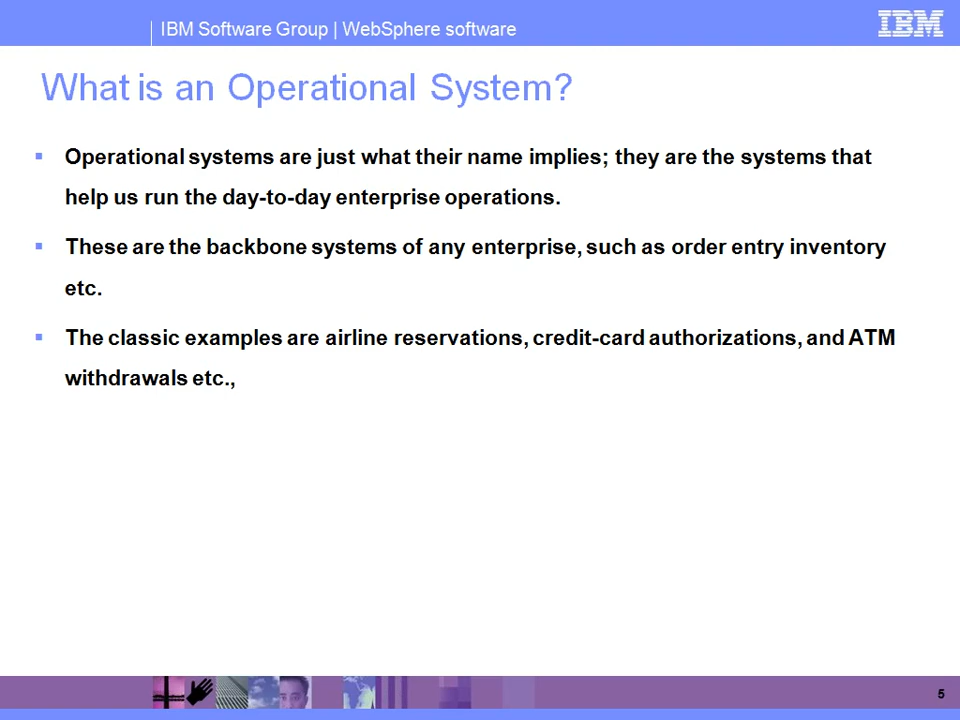 IBM Software Group | WebSphere software
IBM
What is an Operational System?
Operational systems are just what their name implies; they are the systems that
help us run the day-to-day enterprise operations.
These are the backbone systems of any enterprise, such as order entry inventory
etc.
The classic examples are airline reservations, credit-card authorizations, and ATM
withdrawals etc.,
5